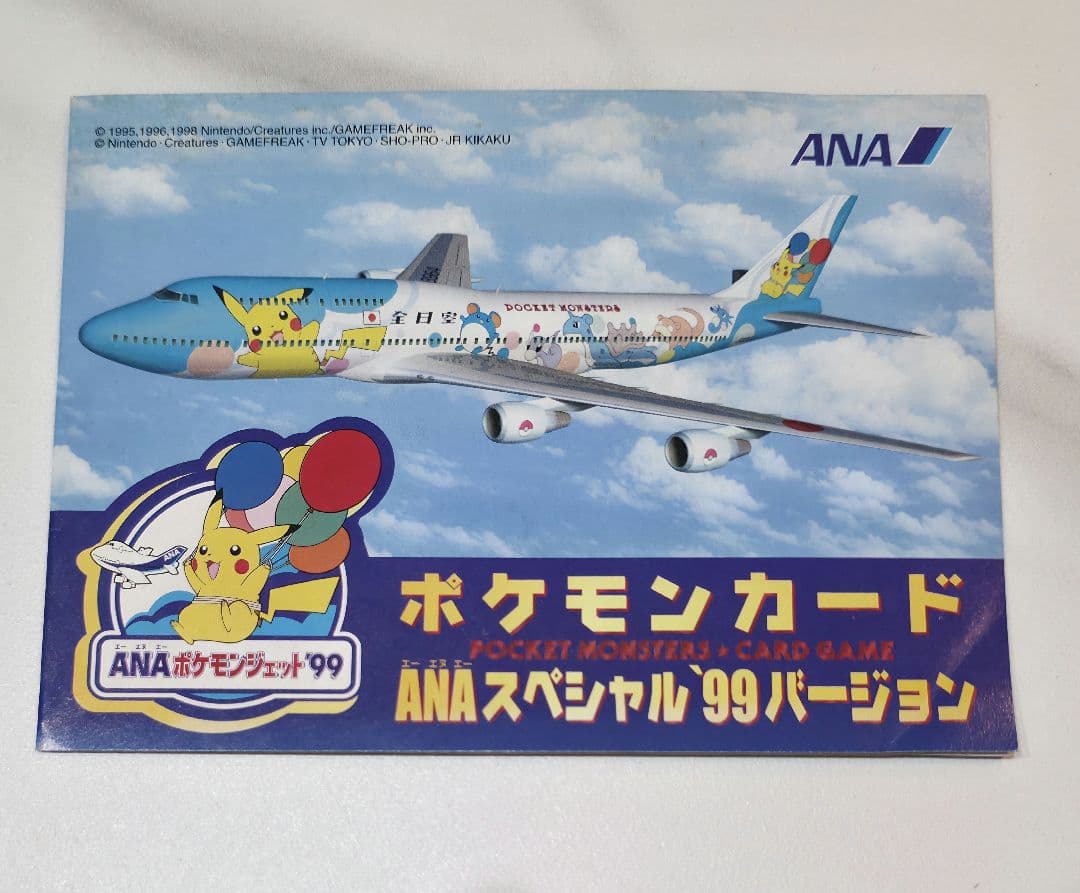 © 1995,1996,1998 Nintendo/Creatures inc./GAMEFREAK inc.
© Nintendo・Creatures・GAMEFREAK・TV TOKYO・SHO-PRO・JR KIKAKU
ANA
全日空
POCKET MONSTERS
ANA
エー エヌ エー
ANAポケモンジェット'99
ポケモンカード
POCKET MONSTERS★CARD GAME
エー エヌ エー
ANAスペシャル'99バージョン